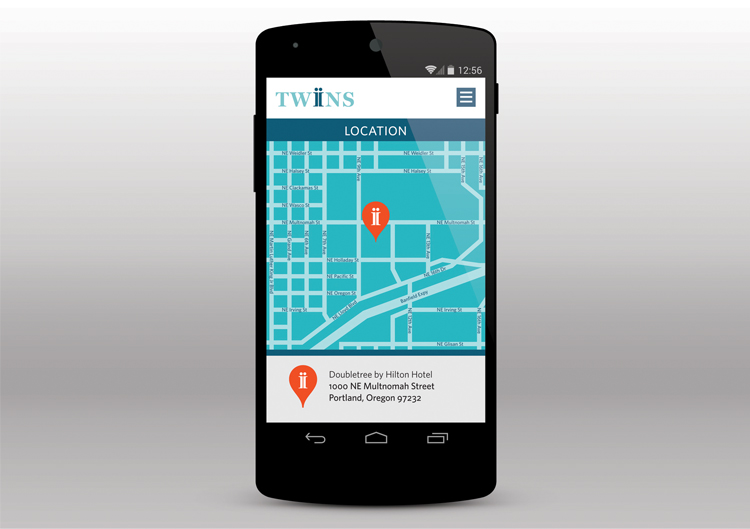 12:56
TWiiNS
LOCATION
NE Weidler St
NE Weidler St
NE Halsey St
NE Halsey St
NE Clackamas St
NE Wasco St
NE Multnomah St
NE Multnomah St
NE Holladay St
NE Pacific St
NE Oregon St
NE Lloyd Blvd
Banfield Expy
NE Irving St
NE Irving St
NE Glisan St
Doubletree by Hilton Hotel
1000 NE Multnomah Street
Portland, Oregon 97232